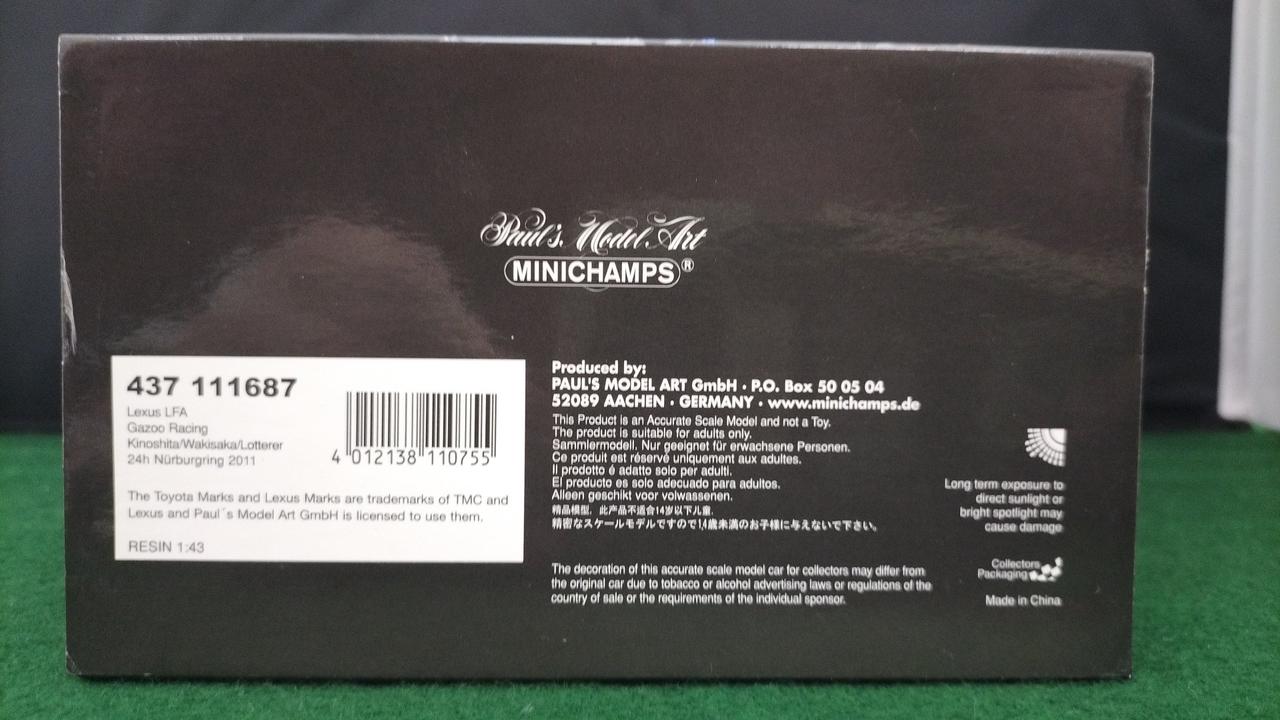 Paul's Model Art
MINICHAMPS®
437 111687
Lexus LFA
Gazoo Racing
Kinoshita/Wakisaka/Lotterer
24h Nürburgring 2011
4 012138 110755
The Toyota Marks and Lexus Marks are trademarks of TMC and
Lexus and Paul´s Model Art GmbH is licensed to use them.
RESIN 1:43
Produced by:
PAUL'S MODEL ART GmbH · P.O. Box 50 05 04
52089 AACHEN · GERMANY · www.minichamps.de
This Product is an Accurate Scale Model and not a Toy.
The product is suitable for adults only.
Sammlermodell. Nur geeignet für erwachsene Personen.
Ce produit est réservé uniquement aux adultes.
Il prodotto é adatto solo per adulti.
El producto es solo adecuado para adultos.
Alleen geschikt voor volwassenen.
精品模型. 此产品不适合14岁以下儿童.
精密なスケールモデルですので14歳未満のお子様に与えないで下さい。
The decoration of this accurate scale model car for collectors may differ from
the original car due to tobacco or alcohol advertising laws or regulations of the
country of sale or the requirements of the individual sponsor.
Long term exposure to
direct sunlight or
bright spotlight may
cause damage
Collectors
Packaging
Made in China